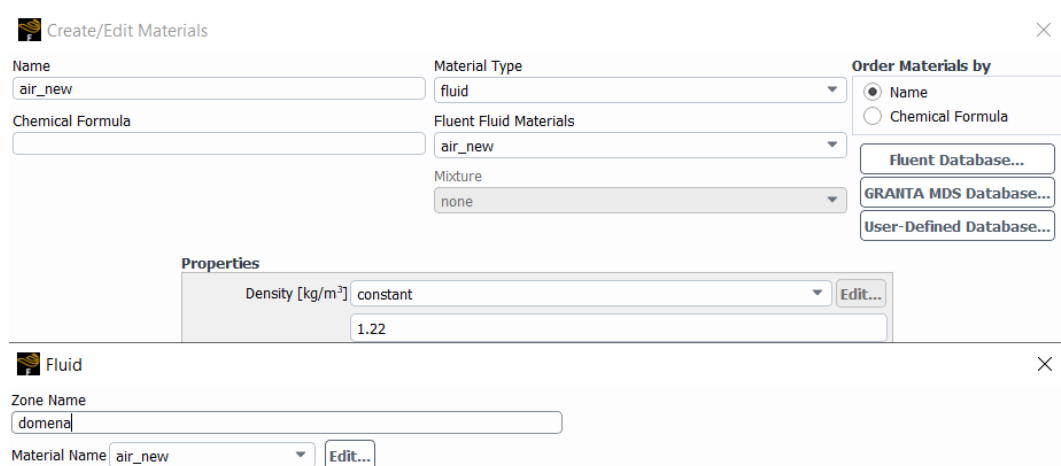 Create/Edit Materials
Name
Material Type
Order Materials by
air_new
fluid
Name
Chemical Formula
Chemical Formula
Fluent Fluid Materials
air_new
Fluent Database...
Mixture
GRANTA MDS Database...
none
User-Defined Database...
Properties
Density [kg/m³] constant Edit...
1.22
Fluid
Zone Name
domena
Material Name air_new Edit...